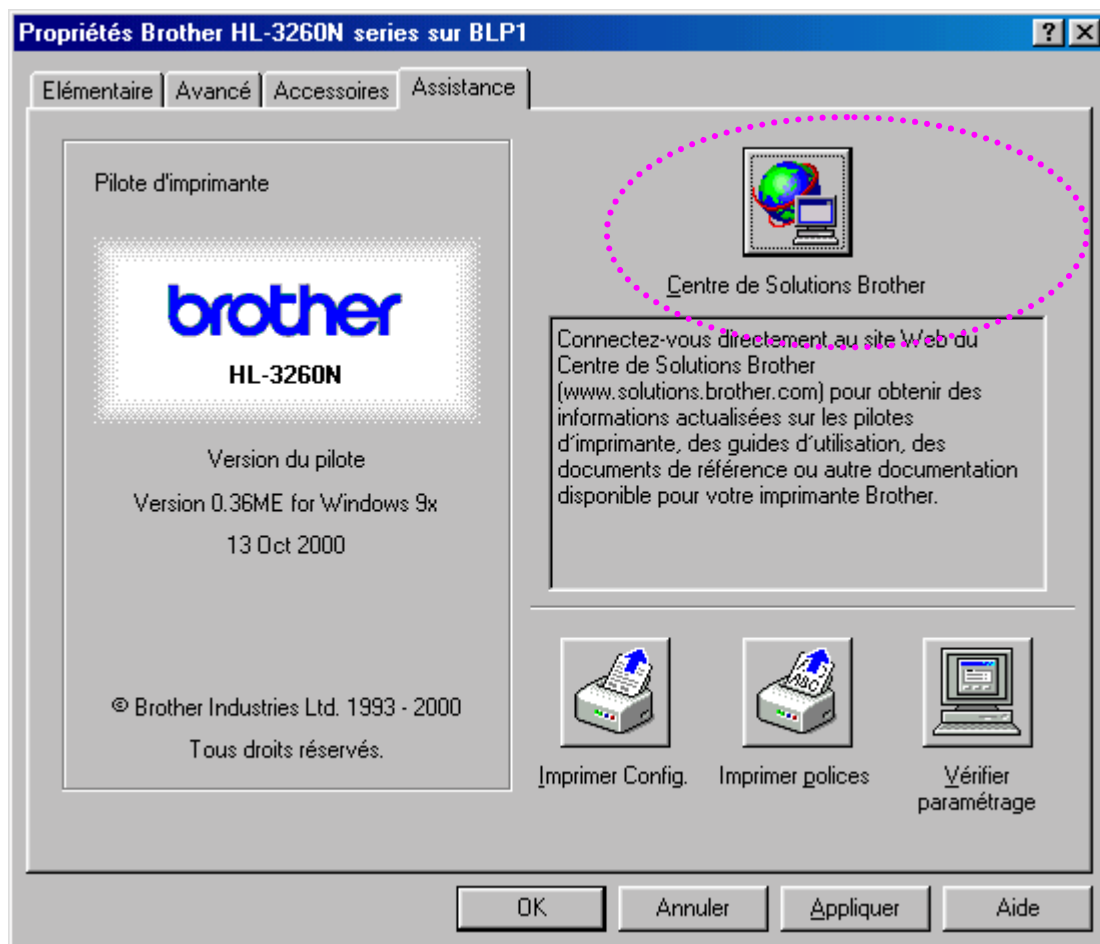 Propriétés Brother HL-3260N series sur BLP1
Elémentaire
Avancé
Accessoires
Assistance
Pilote d'imprimante
brother
HL-3260N
Version du pilote
Version 0.36ME for Windows 9x
13 Oct 2000
© Brother Industries Ltd. 1993 - 2000
Tous droits réservés.
Centre de Solutions Brother
Connectez-vous directement au site Web du
Centre de Solutions Brother
(www.solutions.brother.com) pour obtenir des
informations actualisées sur les pilotes
d'imprimante, des guides d'utilisation, des
documents de référence ou autre documentation
disponible pour votre imprimante Brother.
ABC
Imprimer Config.
Imprimer polices
Vérifier
paramétrage
OK
Annuler
Appliquer
Aide